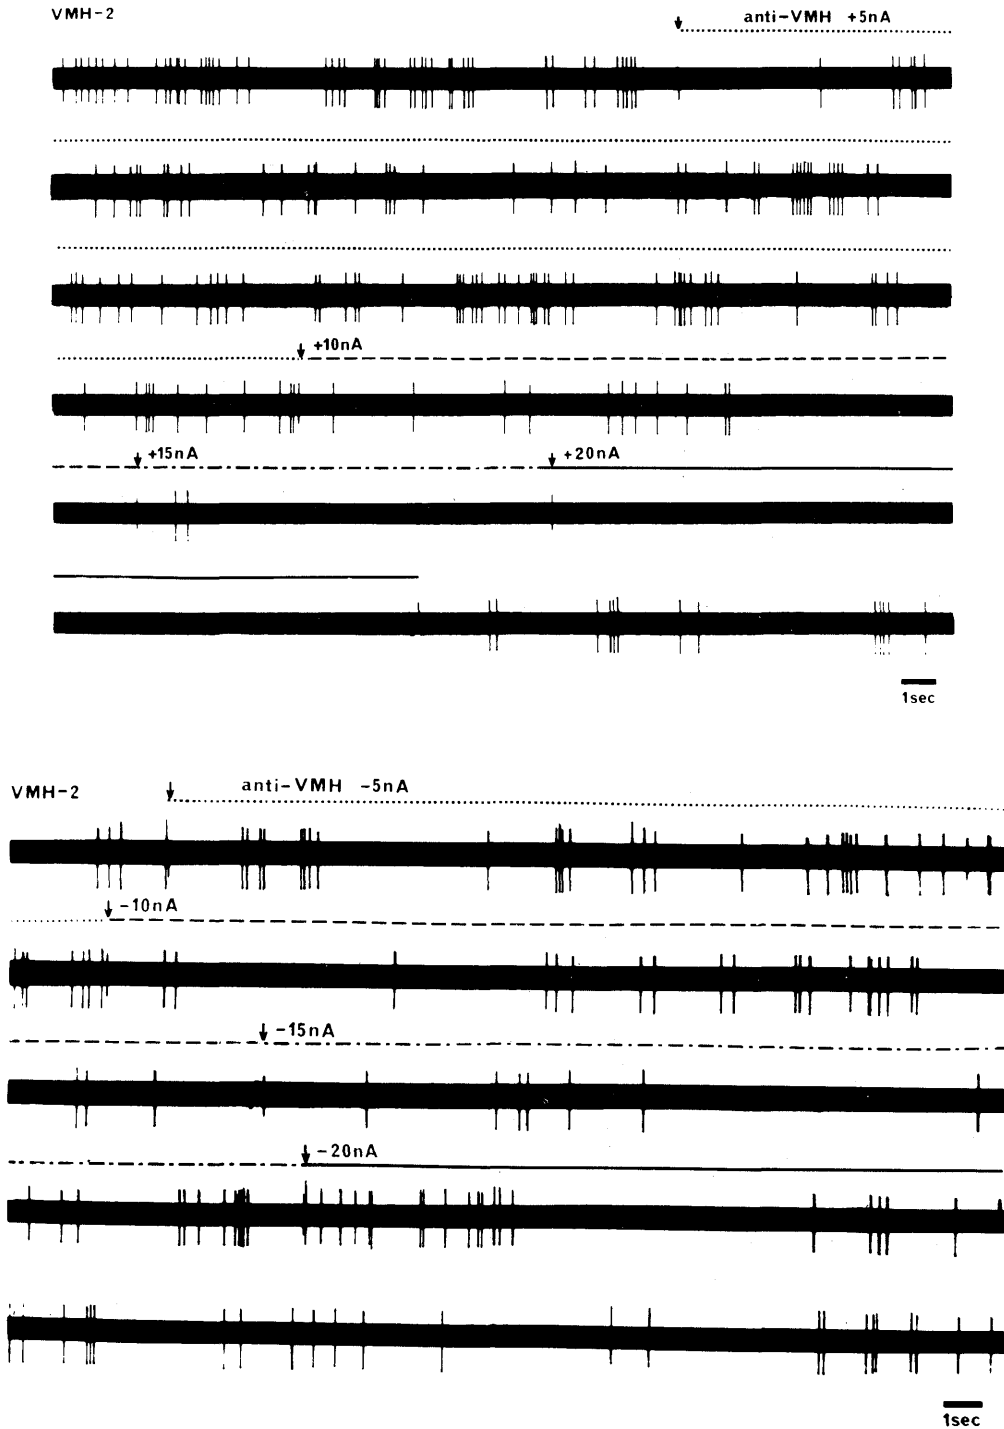 VMH-2 anti-VMH +5nA
+10nA
+15nA +20nA
1sec
VMH-2 anti-VMH -5nA
-10nA
-15nA
-20nA
1sec